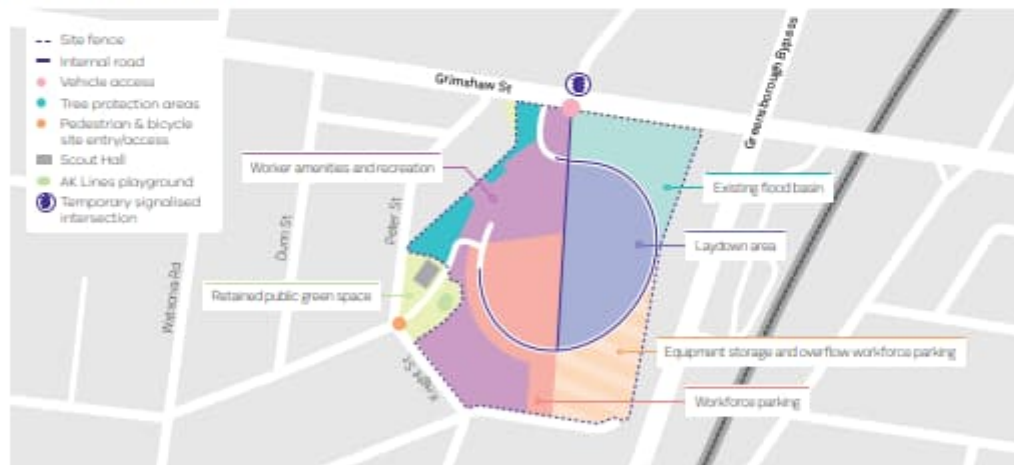 Site fence
Internal road
Vehicle access
Tree protection areas
Pedestrian & bicycle
site entry/access
Scout Hall
AK Lines playground
Temporary signalised
intersection
Grimshaw St
Greensborough Bypass
Worker amenities and recreation
Existing flood basin
Peter St
Dunn St
Laydown area
Watsonia Rd
Retained public green space
Equipment storage and overflow workforce parking
Knight St
Workforce parking